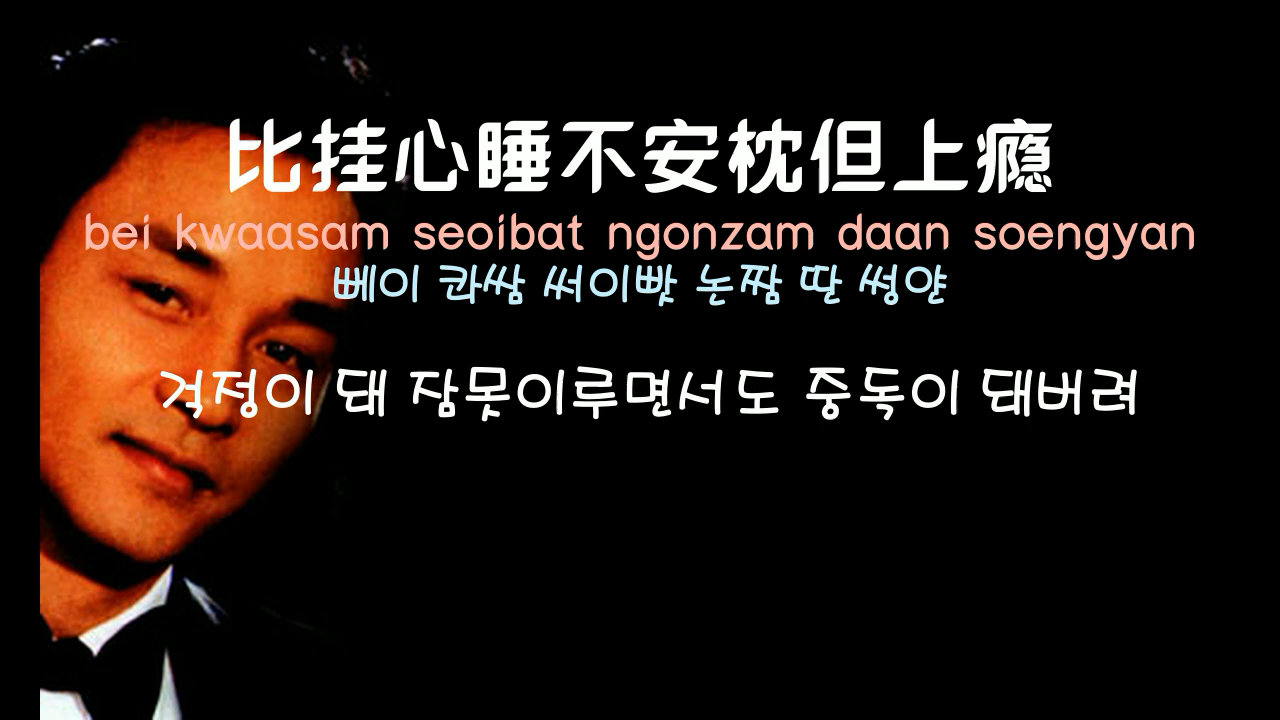 比挂心睡不安枕但上瘾
bei kwaasam seoibat ngonzam daan soengyan
뻬이 콰쌈 써이빳 논짬 딴 썽얀
걱정이 돼 잠못이루면서도 중독이 돼버려